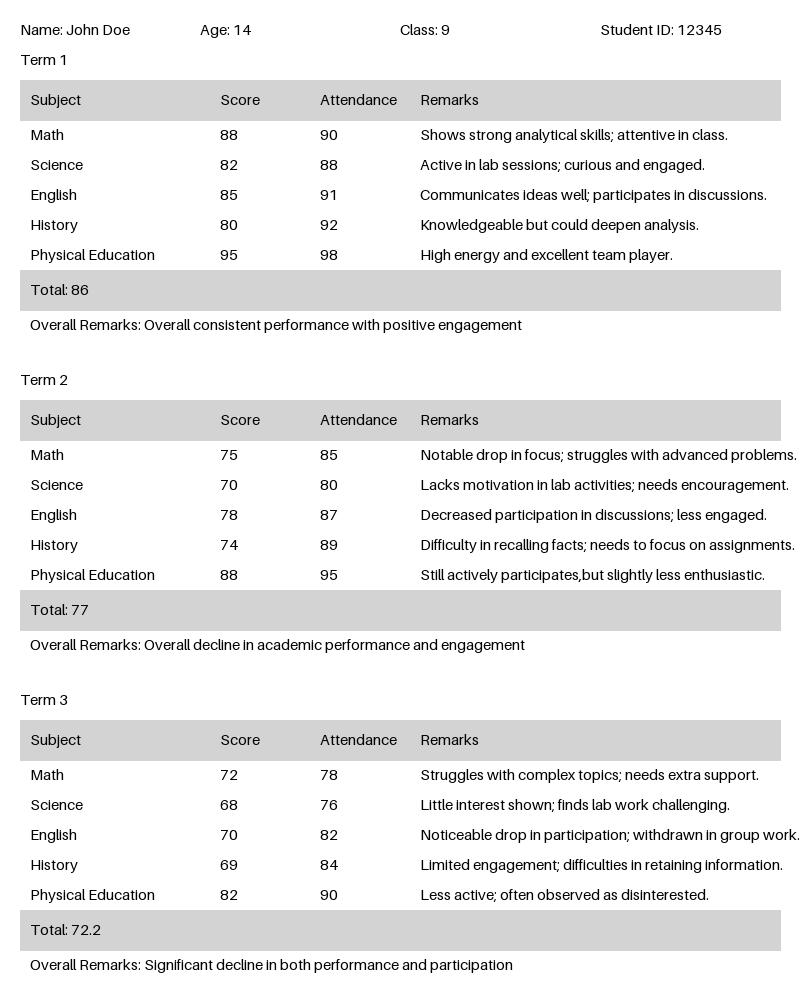 Name: John Doe Age: 14 Class: 9 Student ID: 12345
Term 1
Subject Score Attendance Remarks
Math 88 90 Shows strong analytical skills; attentive in class.
Science 82 88 Active in lab sessions; curious and engaged.
English 85 91 Communicates ideas well; participates in discussions.
History 80 92 Knowledgeable but could deepen analysis.
Physical Education 95 98 High energy and excellent team player.
Total: 86
Overall Remarks: Overall consistent performance with positive engagement
Term 2
Subject Score Attendance Remarks
Math 75 85 Notable drop in focus; struggles with advanced problems.
Science 70 80 Lacks motivation in lab activities; needs encouragement.
English 78 87 Decreased participation in discussions; less engaged.
History 74 89 Difficulty in recalling facts; needs to focus on assignments.
Physical Education 88 95 Still actively participates,but slightly less enthusiastic.
Total: 77
Overall Remarks: Overall decline in academic performance and engagement
Term 3
Subject Score Attendance Remarks
Math 72 78 Struggles with complex topics; needs extra support.
Science 68 76 Little interest shown; finds lab work challenging.
English 70 82 Noticeable drop in participation; withdrawn in group work.
History 69 84 Limited engagement; difficulties in retaining information.
Physical Education 82 90 Less active; often observed as disinterested.
Total: 72.2
Overall Remarks: Significant decline in both performance and participation